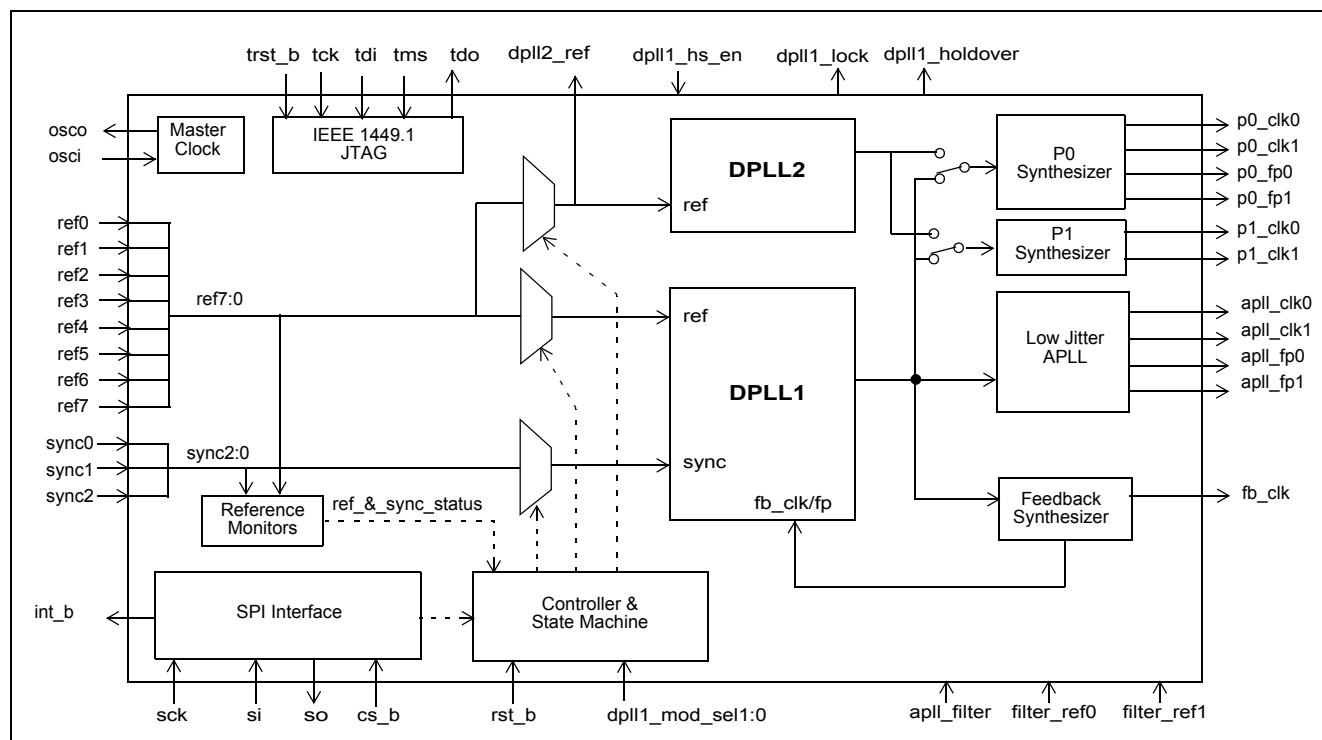 trst_b tck tdi tms tdo dpll2_ref dpll1_hs_en dpll1_lock dpll1_holdover
osco
osci
Master
Clock
IEEE 1449.1
JTAG
DPLL2
ref
P0
Synthesizer
p0_clk0
p0_clk1
p0_fp0
p0_fp1
P1
Synthesizer
p1_clk0
p1_clk1
ref0
ref1
ref2
ref3
ref4
ref5
ref6
ref7
ref7:0
ref
DPLL1
sync
fb_clk/fp
Low Jitter
APLL
apll_clk0
apll_clk1
apll_fp0
apll_fp1
sync0
sync1
sync2
sync2:0
Reference
Monitors
ref_&_sync_status
Feedback
Synthesizer
fb_clk
int_b
SPI Interface
Controller &
State Machine
sck si so cs_b rst_b dpll1_mod_sel1:0 apll_filter filter_ref0 filter_ref1